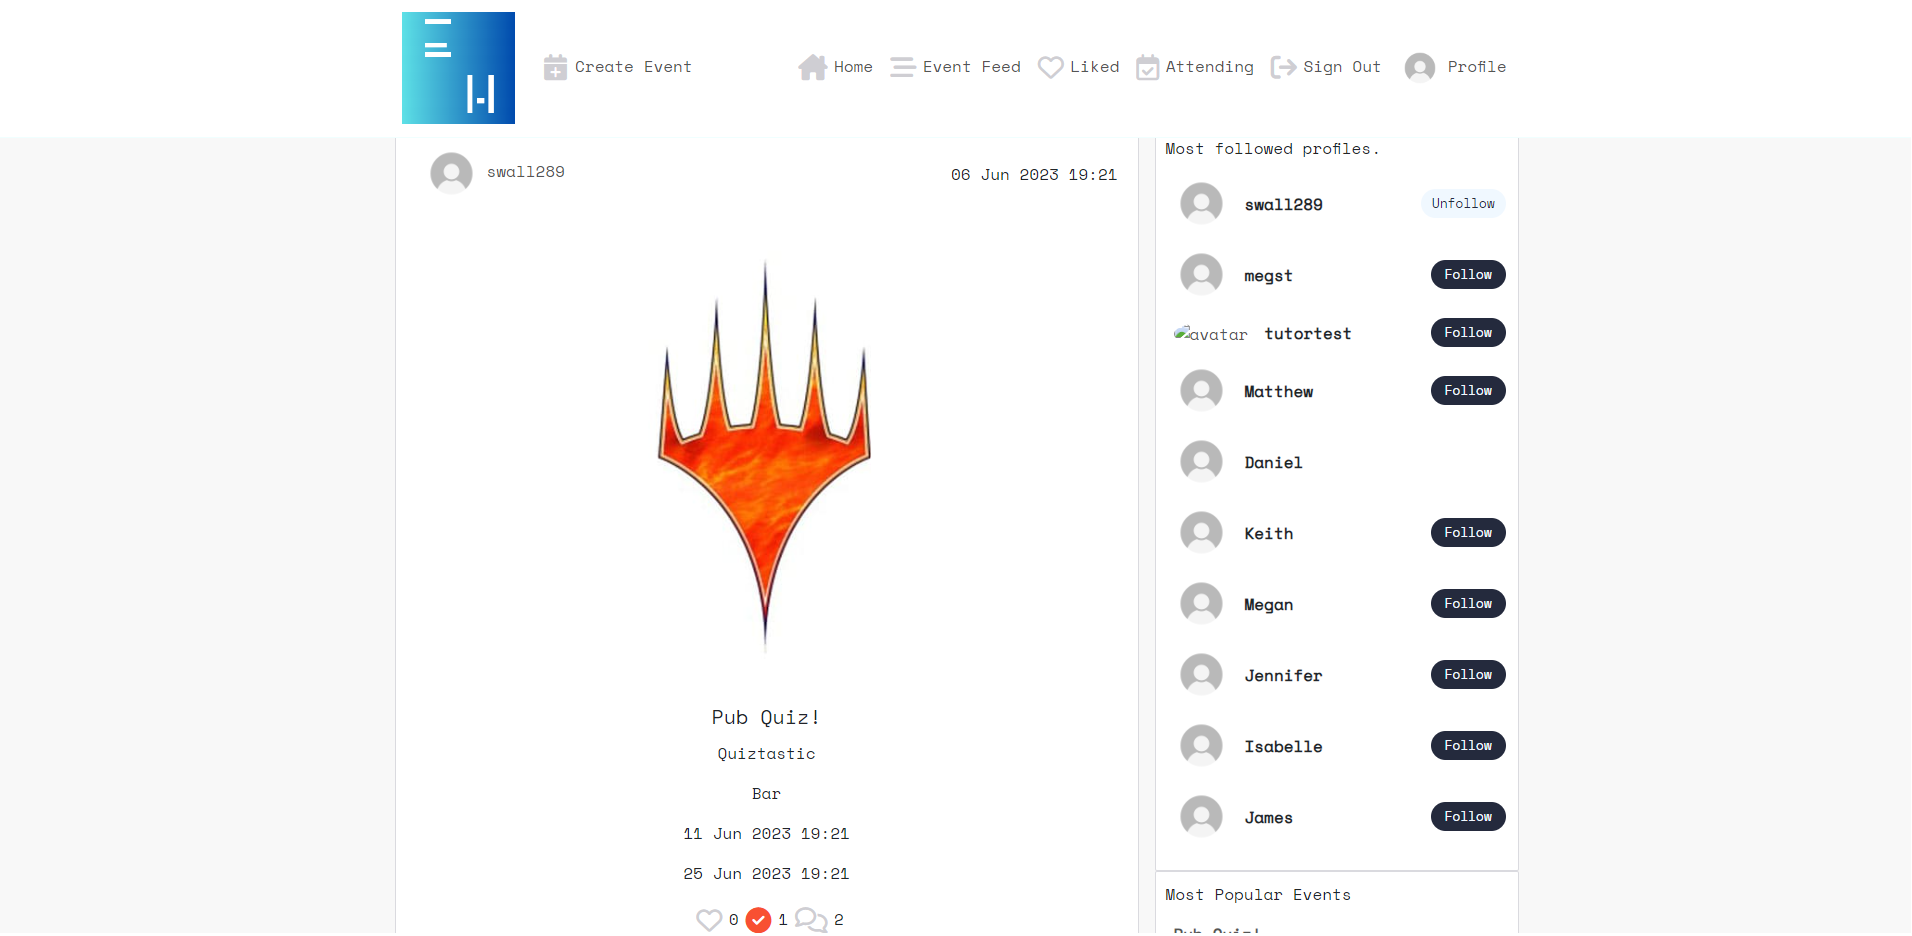 Create Event Home Event Feed Liked Attending Sign Out Profile
swall289
06 Jun 2023 19:21
Pub Quiz!
Quiztastic
Bar
11 Jun 2023 19:21
25 Jun 2023 19:21
0 1 2
Most followed profiles.
swall289 Unfollow
megst Follow
avatar tutortest Follow
Matthew Follow
Daniel
Keith Follow
Megan Follow
Jennifer Follow
Isabelle Follow
James Follow
Most Popular Events
Pub Quiz!